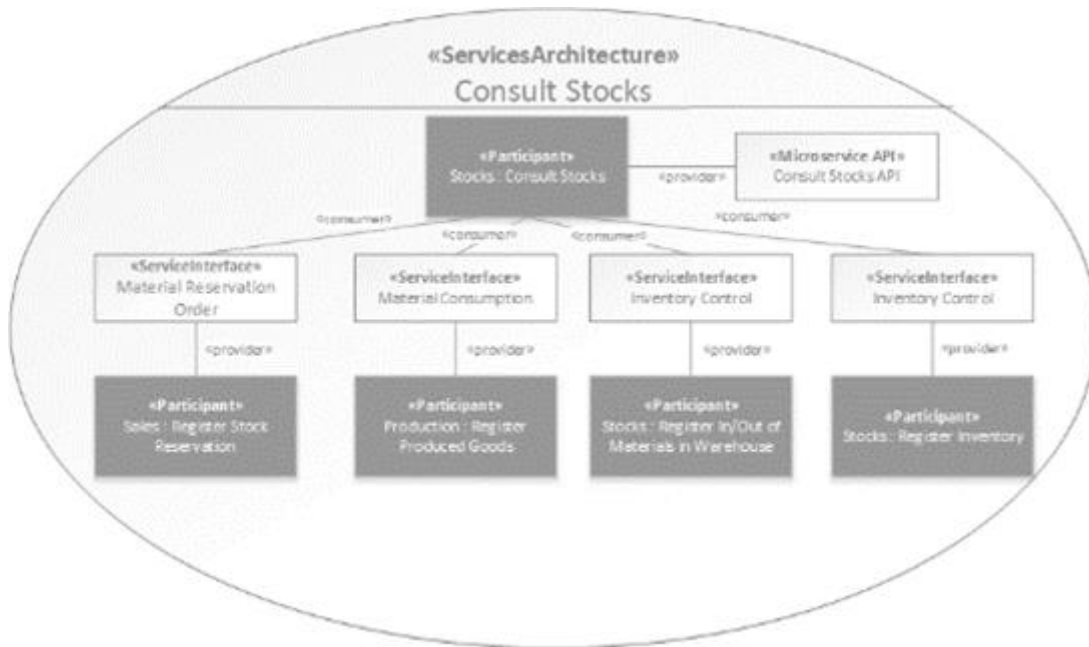 «ServicesArchitecture»
Consult Stocks
«Participant»
Stocks : Consult Stocks
«provider»
«Microservice API»
Consult Stocks API
«consumer»
«consumer»
«consumer»
«consumer»
«ServiceInterface»
Material Reservation
Order
«ServiceInterface»
Material Consumption
«ServiceInterface»
Inventory Control
«ServiceInterface»
Inventory Control
«provider»
«provider»
«provider»
«provider»
«Participant»
Sales : Register Stock
Reservation
«Participant»
Production : Register
Produced Goods
«Participant»
Stocks : Register In/Out of
Materials in Warehouse
«Participant»
Stocks : Register Inventory